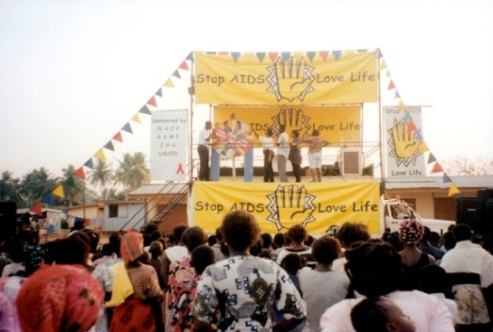 Stop AIDS Love Life
AIDS Love Life
Sponsored by
NACP
GSMF
JHU
USAID
Stop AIDS
Love Life
Stop AIDS Love Life